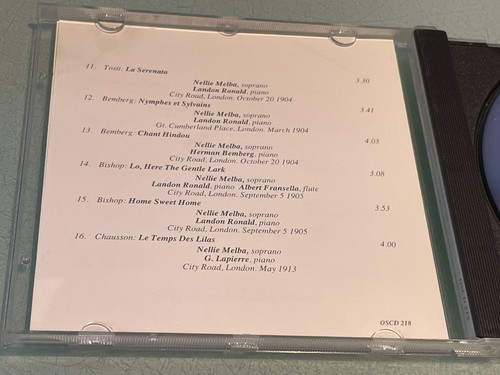 11. Tosti: La Serenata 3.30
Nellie Melba, soprano
Landon Ronald, piano
City Road, London. October 20 1904
12. Bemberg: Nymphes et Sylvains 3.41
Nellie Melba, soprano
Landon Ronald, piano
Gt. Cumberland Place, London. March 1904
13. Bemberg: Chant Hindou 4.03
Nellie Melba, soprano
Herman Bemberg, piano
City Road, London. October 20 1904
14. Bishop: Lo, Here The Gentle Lark 3.08
Nellie Melba, soprano
Landon Ronald, piano Albert Fransella, flute
City Road, London. September 5 1905
15. Bishop: Home Sweet Home 3.53
Nellie Melba, soprano
Landon Ronald, piano
City Road, London. September 5 1905
16. Chausson: Le Temps Des Lilas 4.00
Nellie Melba, soprano
G. Lapierre, piano
City Road, London. May 1913
OSCD 218